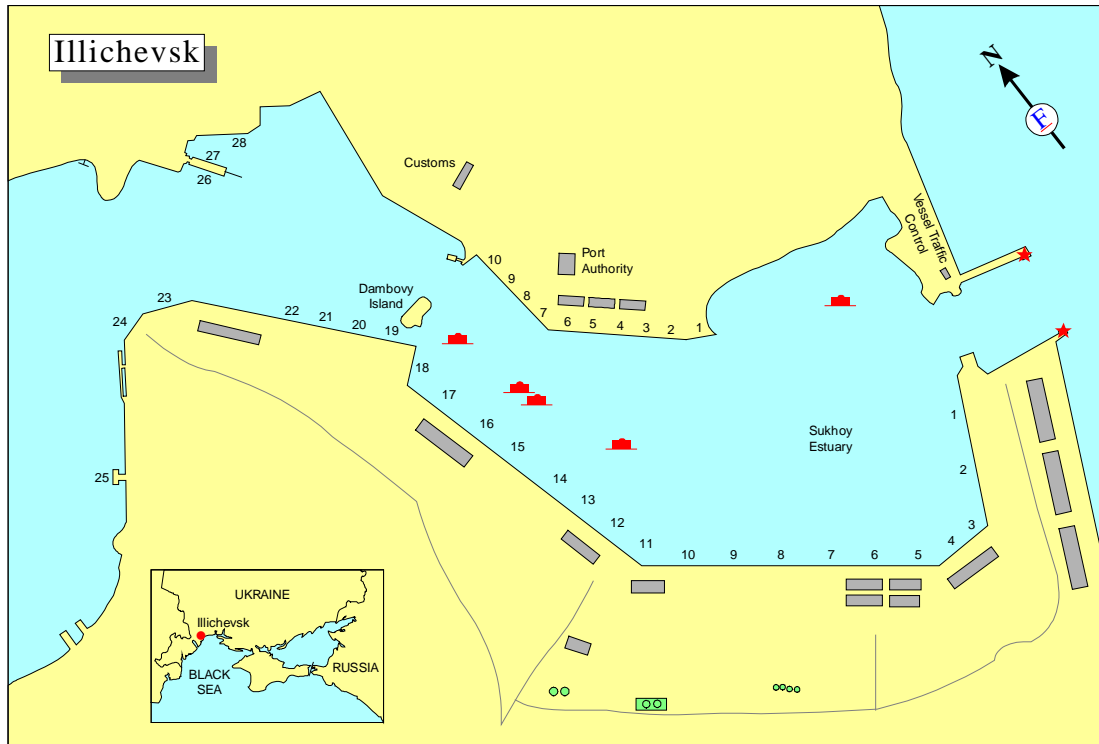 Illichevsk
N
F
28
27
26
Customs
Vessel Traffic
Control
10
9
8
7
Port
Authority
6
5
4
3
2
1
Dambovy
Island
23
24
22
21
20
19
18
17
16
15
14
13
12
11
10
9
8
7
6
5
4
3
2
1
Sukhoy
Estuary
25
UKRAINE
Illichevsk
BLACK
SEA
RUSSIA